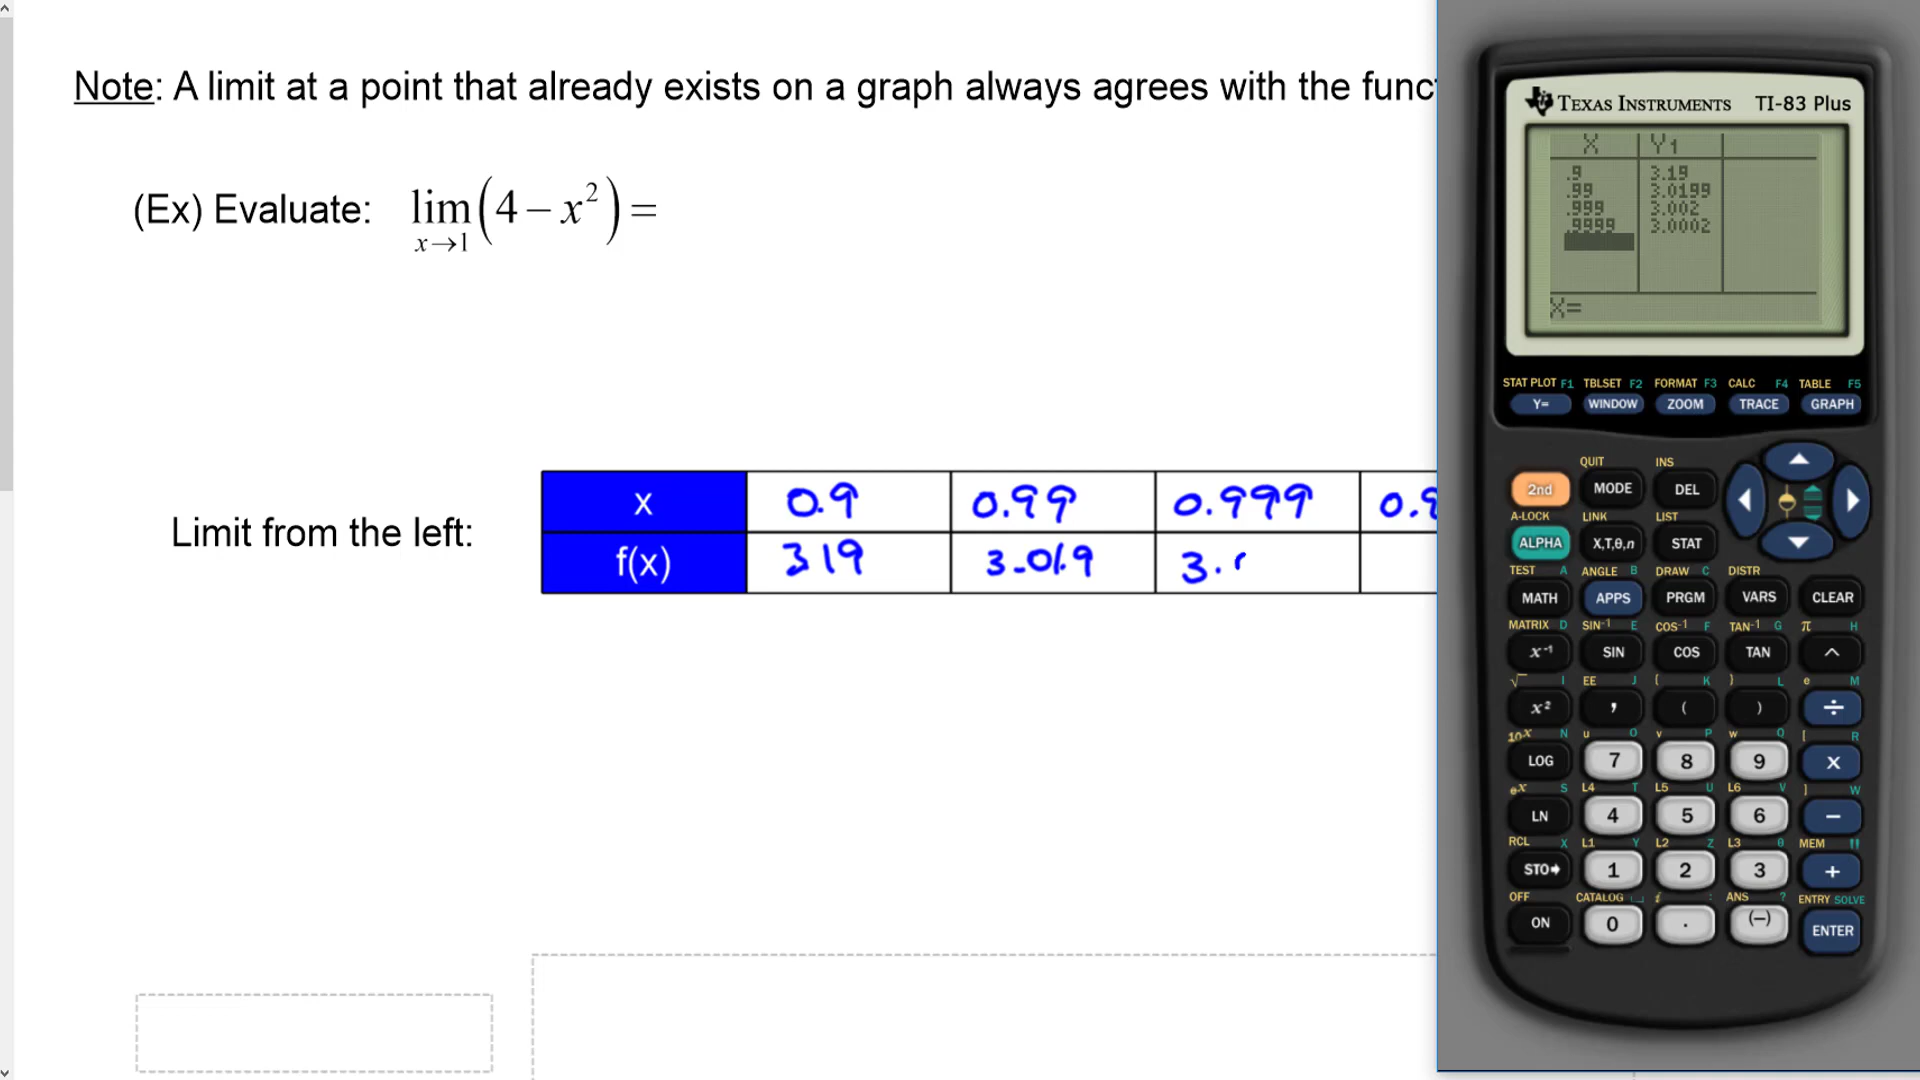 Note: A limit at a point that already exists on a graph always agrees with the func
(Ex) Evaluate: lim x→1 (4 − x²) =
Limit from the left:
x 0.9 0.99 0.999 0.9
f(x) 3.19 3.019 3.0
TEXAS INSTRUMENTS TI-83 Plus
X Y1
.9 3.19
.99 3.0199
.999 3.002
.9999 3.0002
X=
STAT PLOT F1 TBLSET F2 FORMAT F3 CALC F4 TABLE F5
Y= WINDOW ZOOM TRACE GRAPH
QUIT INS
2nd MODE DEL
A-LOCK LINK LIST
ALPHA X,T,θ,n STAT
TEST A ANGLE B DRAW C DISTR
MATH APPS PRGM VARS CLEAR
MATRIX D SIN⁻¹ E COS⁻¹ F TAN⁻¹ G π H
x⁻¹ SIN COS TAN ^
√ I EE J { K } L e M
x² , ( ) ÷
10ˣ N u O v P w Q [ R
LOG 7 8 9 x
eˣ S L4 T L5 U L6 V ] W
LN 4 5 6 −
RCL X L1 Y L2 Z L3 θ MEM "
STO➔ 1 2 3 +
OFF CATALOG ⎵ i : ANS ? ENTRY SOLVE
ON 0 . (−) ENTER